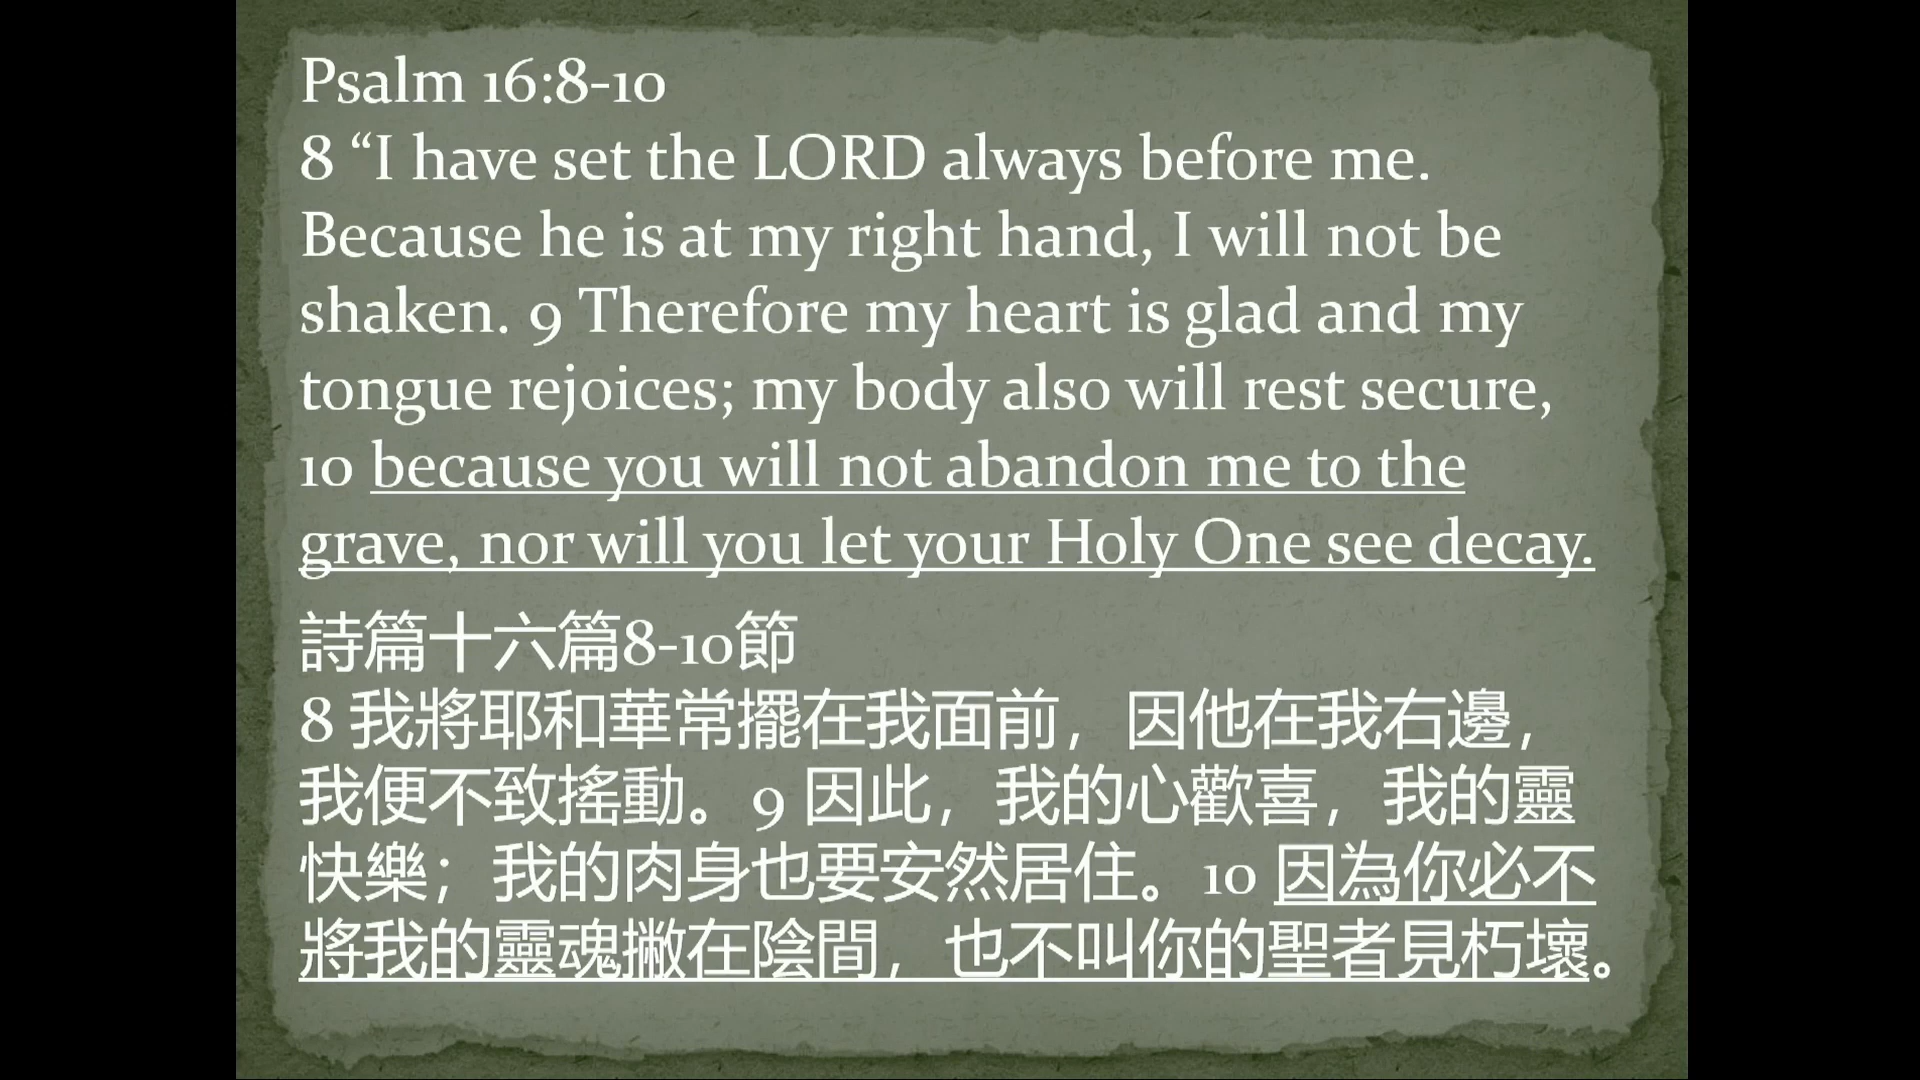 Psalm 16:8-10
8 “I have set the LORD always before me.
Because he is at my right hand, I will not be
shaken. 9 Therefore my heart is glad and my
tongue rejoices; my body also will rest secure,
10 because you will not abandon me to the
grave, nor will you let your Holy One see decay.
詩篇十六篇8-10節
8 我將耶和華常擺在我面前，因他在我右邊，
我便不致搖動。9 因此，我的心歡喜，我的靈
快樂；我的肉身也要安然居住。10 因為你必不
將我的靈魂撇在陰間，也不叫你的聖者見朽壞。